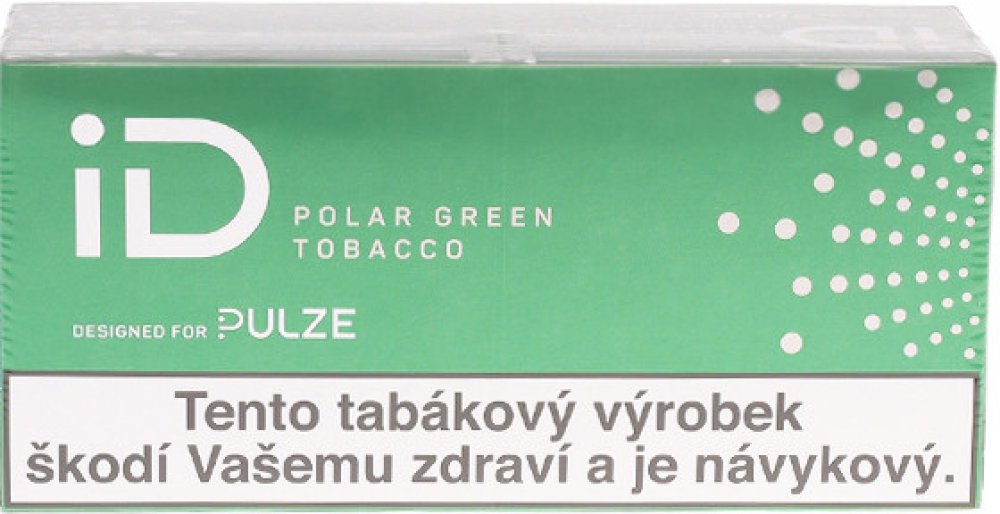 iD
POLAR GREEN
TOBACCO
DESIGNED FOR PULZE
Tento tabákový výrobek
škodí Vašemu zdraví a je návykový.